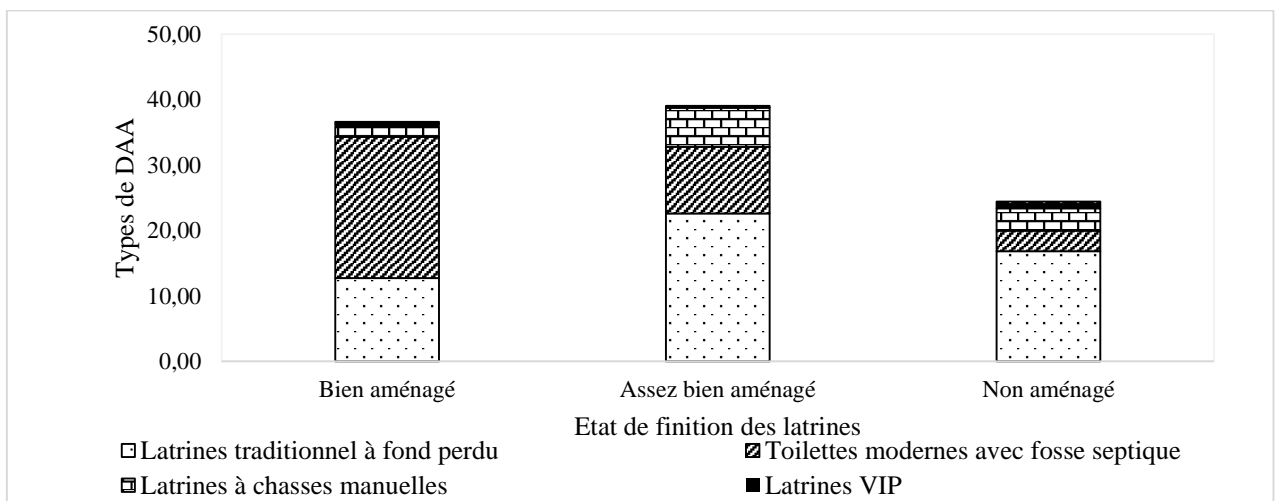 50,00
40,00
30,00
20,00
10,00
0,00
Types de DAA
Bien aménagé Assez bien aménagé Non aménagé
Etat de finition des latrines
Latrines traditionnel à fond perdu Toilettes modernes avec fosse septique
Latrines à chasses manuelles Latrines VIP